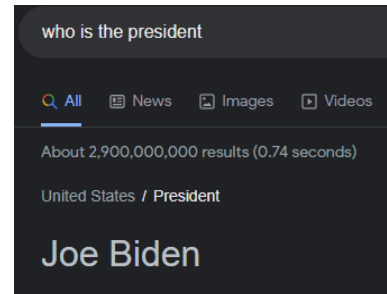 who is the president
All News Images Videos
About 2,900,000,000 results (0.74 seconds)
United States / President
Joe Biden